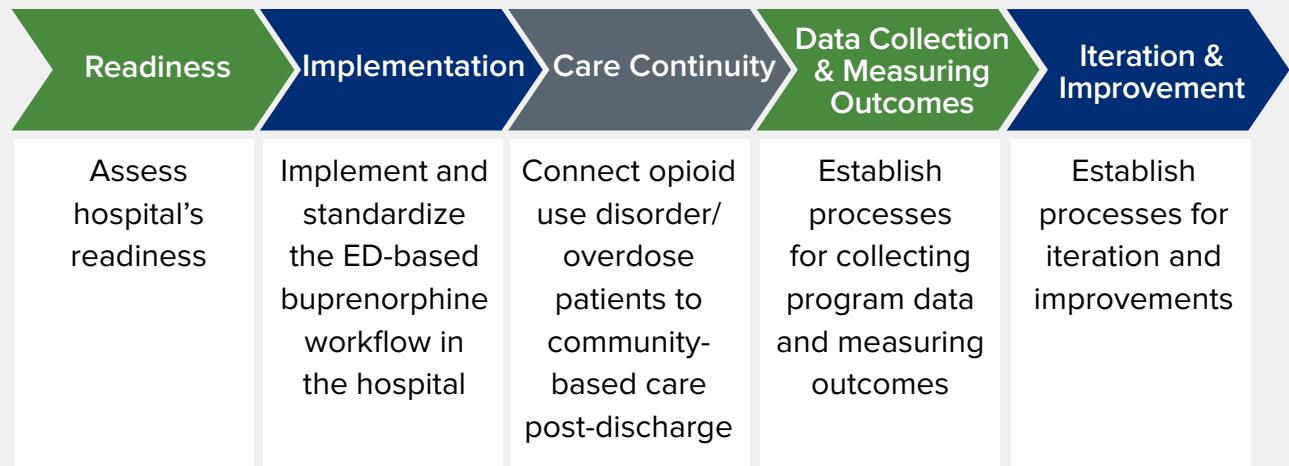 Readiness
Implementation
Care Continuity
Data Collection
& Measuring
Outcomes
Iteration &
Improvement
Assess
hospital's
readiness
Implement and
standardize
the ED-based
buprenorphine
workflow in
the hospital
Connect opioid
use disorder/
overdose
patients to
community-
based care
post-discharge
Establish
processes
for collecting
program data
and measuring
outcomes
Establish
processes for
iteration and
improvements